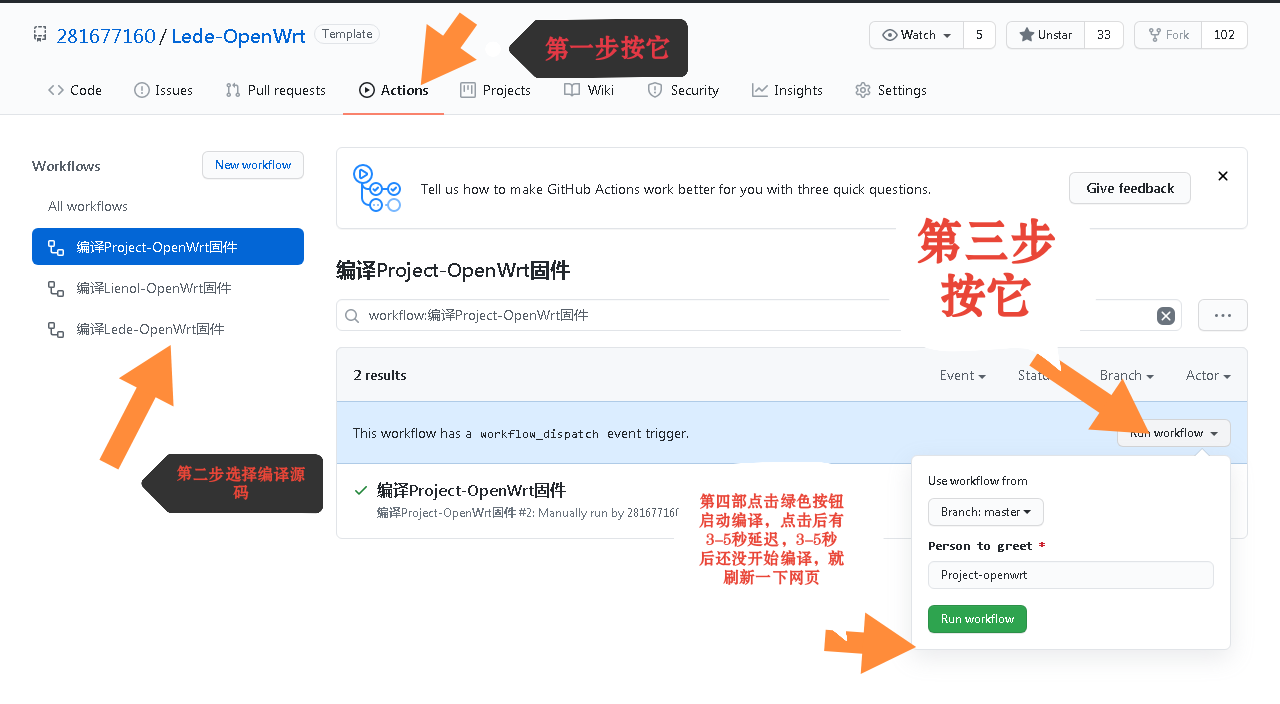 281677160 / Lede-OpenWrt Template
Watch 5 Unstar 33 Fork 102
第一步按它
Code Issues Pull requests Actions Projects Wiki Security Insights Settings
Workflows New workflow
All workflows
编译Project-OpenWrt固件
编译Lienol-OpenWrt固件
编译Lede-OpenWrt固件
第二步选择编译源
码
Tell us how to make GitHub Actions work better for you with three quick questions. Give feedback
第三步
按它
编译Project-OpenWrt固件
workflow:编译Project-OpenWrt固件
2 results Event Branch Actor
This workflow has a workflow_dispatch event trigger. Run workflow
编译Project-OpenWrt固件
编译Project-OpenWrt固件 #2: Manually run by 28167716
第四部点击绿色按钮
启动编译，点击后有
3-5秒延迟，3-5秒
后还没开始编译，就
刷新一下网页
Use workflow from
Branch: master
Person to greet *
Project-openwrt
Run workflow